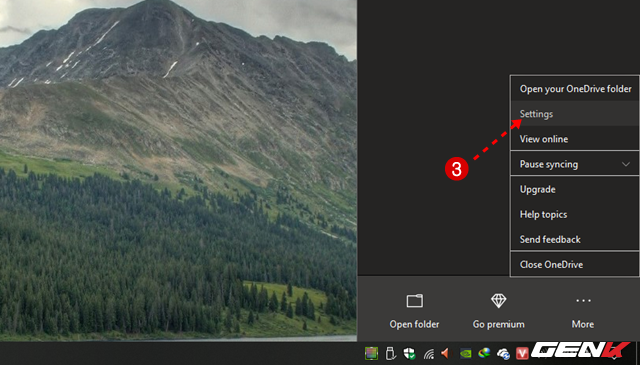 Open your OneDrive folder
Settings
View online
3
Pause syncing
Upgrade
Help topics
Send feedback
Close OneDrive
Open folder
Go premium
More
GENK